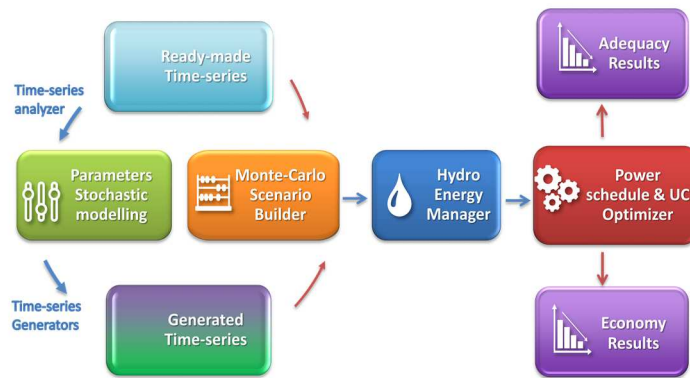 Ready-made
Time-series
Adequacy
Results
Time-series
analyzer
Parameters
Stochastic
modelling
Monte-Carlo
Scenario
Builder
Hydro
Energy
Manager
Power
schedule & UC
Optimizer
Time-series
Generators
Generated
Time-series
Economy
Results